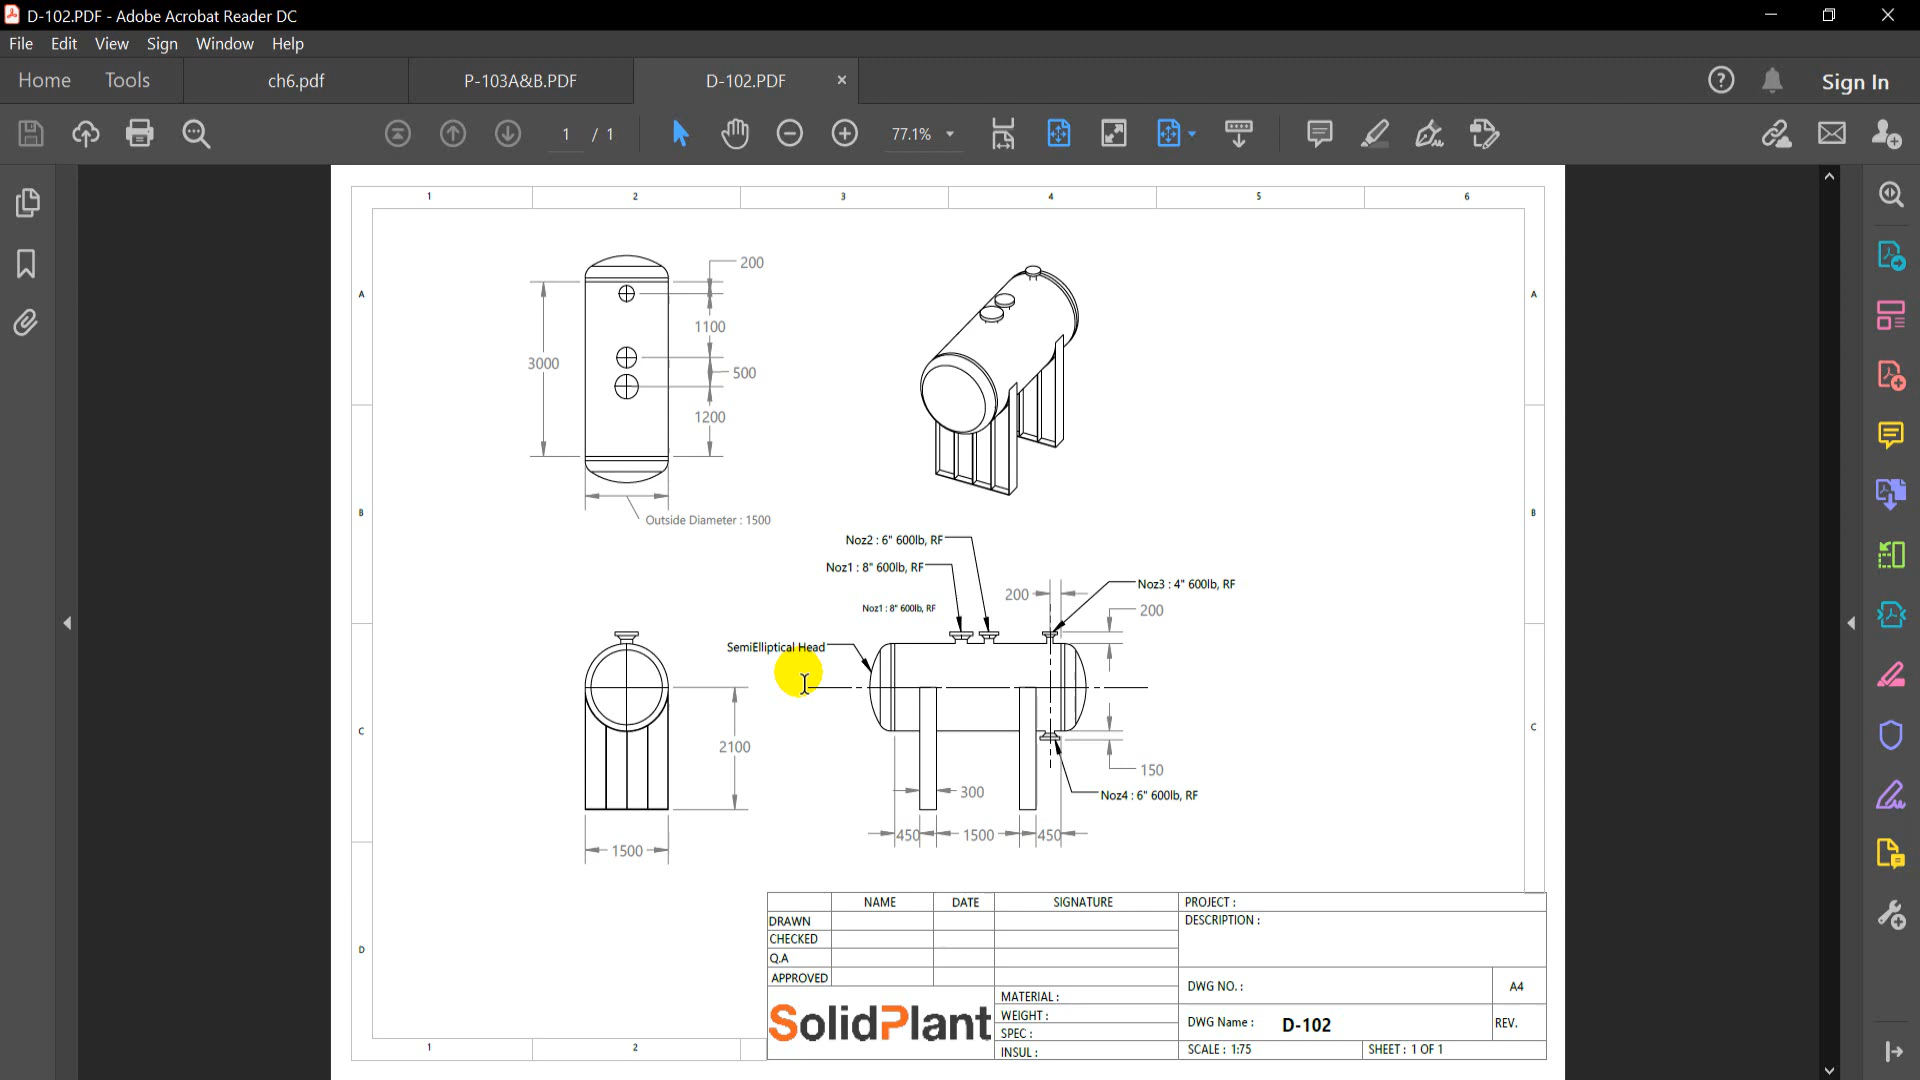 D-102.PDF - Adobe Acrobat Reader DC
File Edit View Sign Window Help
Home Tools ch6.pdf P-103A&B.PDF D-102.PDF × Sign In
1 / 1 77.1%
1 2 3 4 5 6
200
A A
1100
3000
500
1200
B B
Outside Diameter : 1500
Noz2 : 6" 600lb, RF
Noz1 : 8" 600lb, RF
Noz3 : 4" 600lb, RF
200
Noz1 : 8" 600lb, RF
200
SemiElliptical Head
C C
2100
150
300
Noz4 : 6" 600lb, RF
450 1500 450
1500
NAME DATE SIGNATURE PROJECT :
DRAWN DESCRIPTION :
CHECKED
D
Q.A
APPROVED
DWG NO. : A4
MATERIAL :
WEIGHT :
DWG Name : D-102 REV.
SolidPlant
SPEC :
INSUL : SCALE : 1:75 SHEET : 1 OF 1
1 2